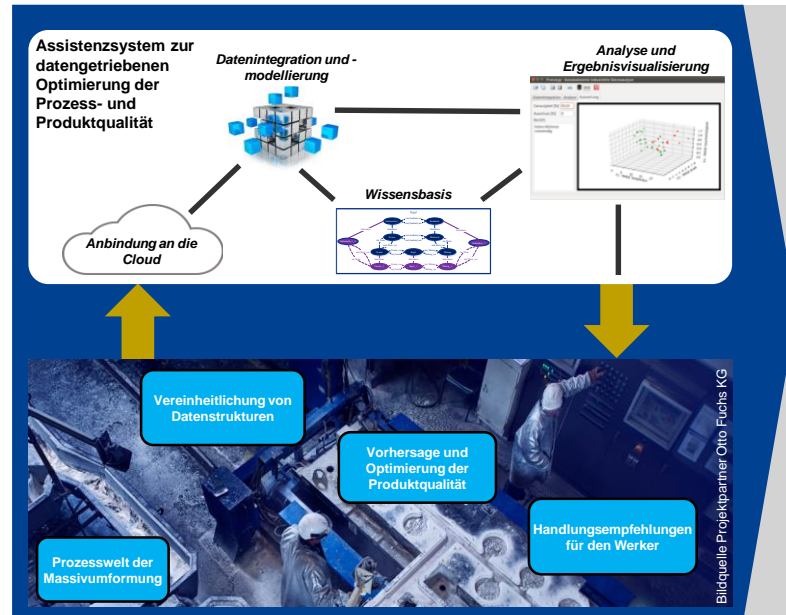 Assistenzsystem zur
datengetriebenen
Optimierung der
Prozess- und
Produktqualität
Datenintegration und -
modellierung
Analyse und
Ergebnisvisualisierung
Wissensbasis
Anbindung an die
Cloud
Vereinheitlichung von
Datenstrukturen
Vorhersage und
Optimierung der
Produktqualität
Handlungsempfehlungen
für den Werker
Prozesswelt der
Massivumformung
Bildquelle Projektpartner Otto Fuchs KG